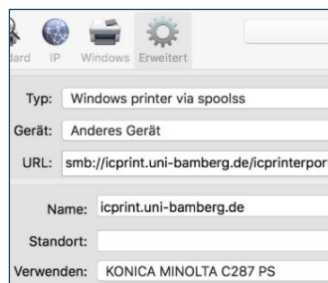 IP Windows Erweitert
Typ: Windows printer via spoolss
Gerät: Anderes Gerät
URL: smb://icprint.uni-bamberg.de/icprinterpor
Name: icprint.uni-bamberg.de
Standort:
Verwenden: KONICA MINOLTA C287 PS